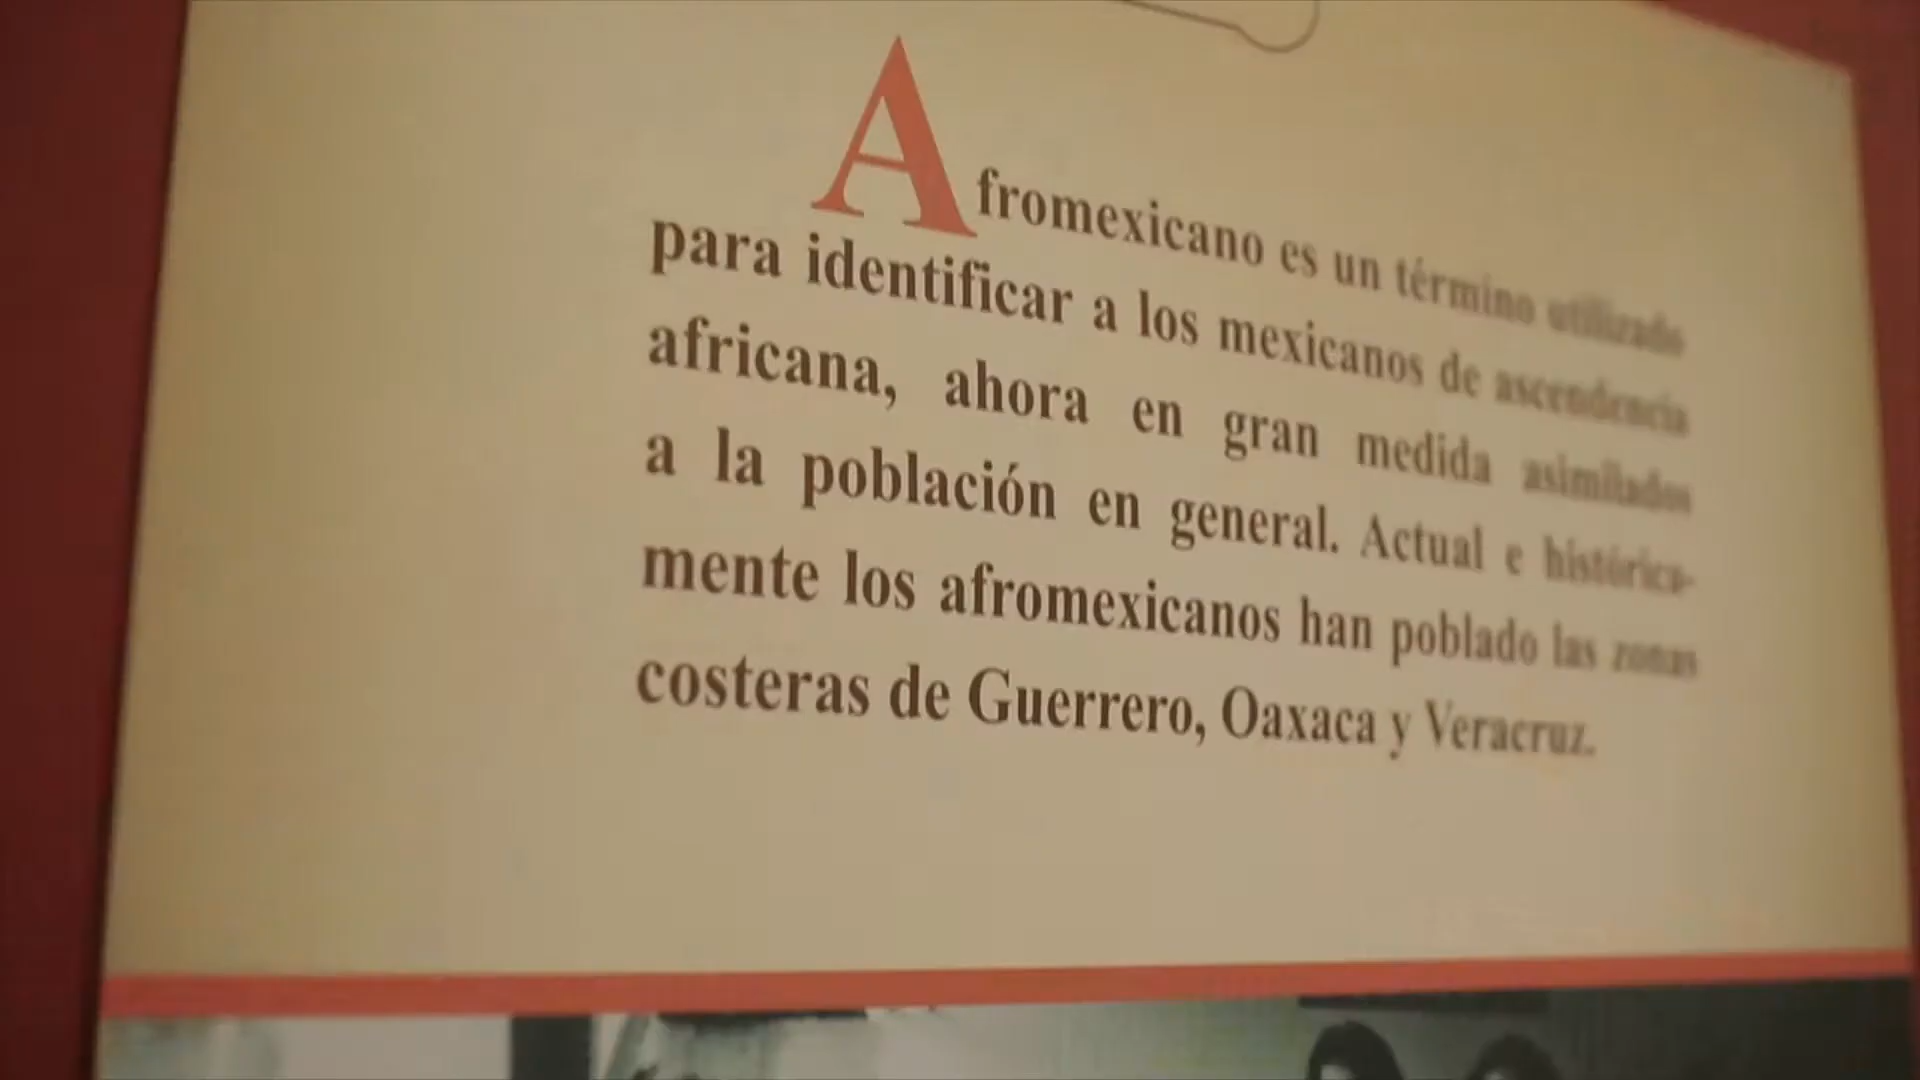 Afromexicano es un término utilizado
para identificar a los mexicanos de ascendencia
africana, ahora en gran medida asimilados
a la población en general. Actual e histórica-
mente los afromexicanos han poblado las zonas
costeras de Guerrero, Oaxaca y Veracruz.